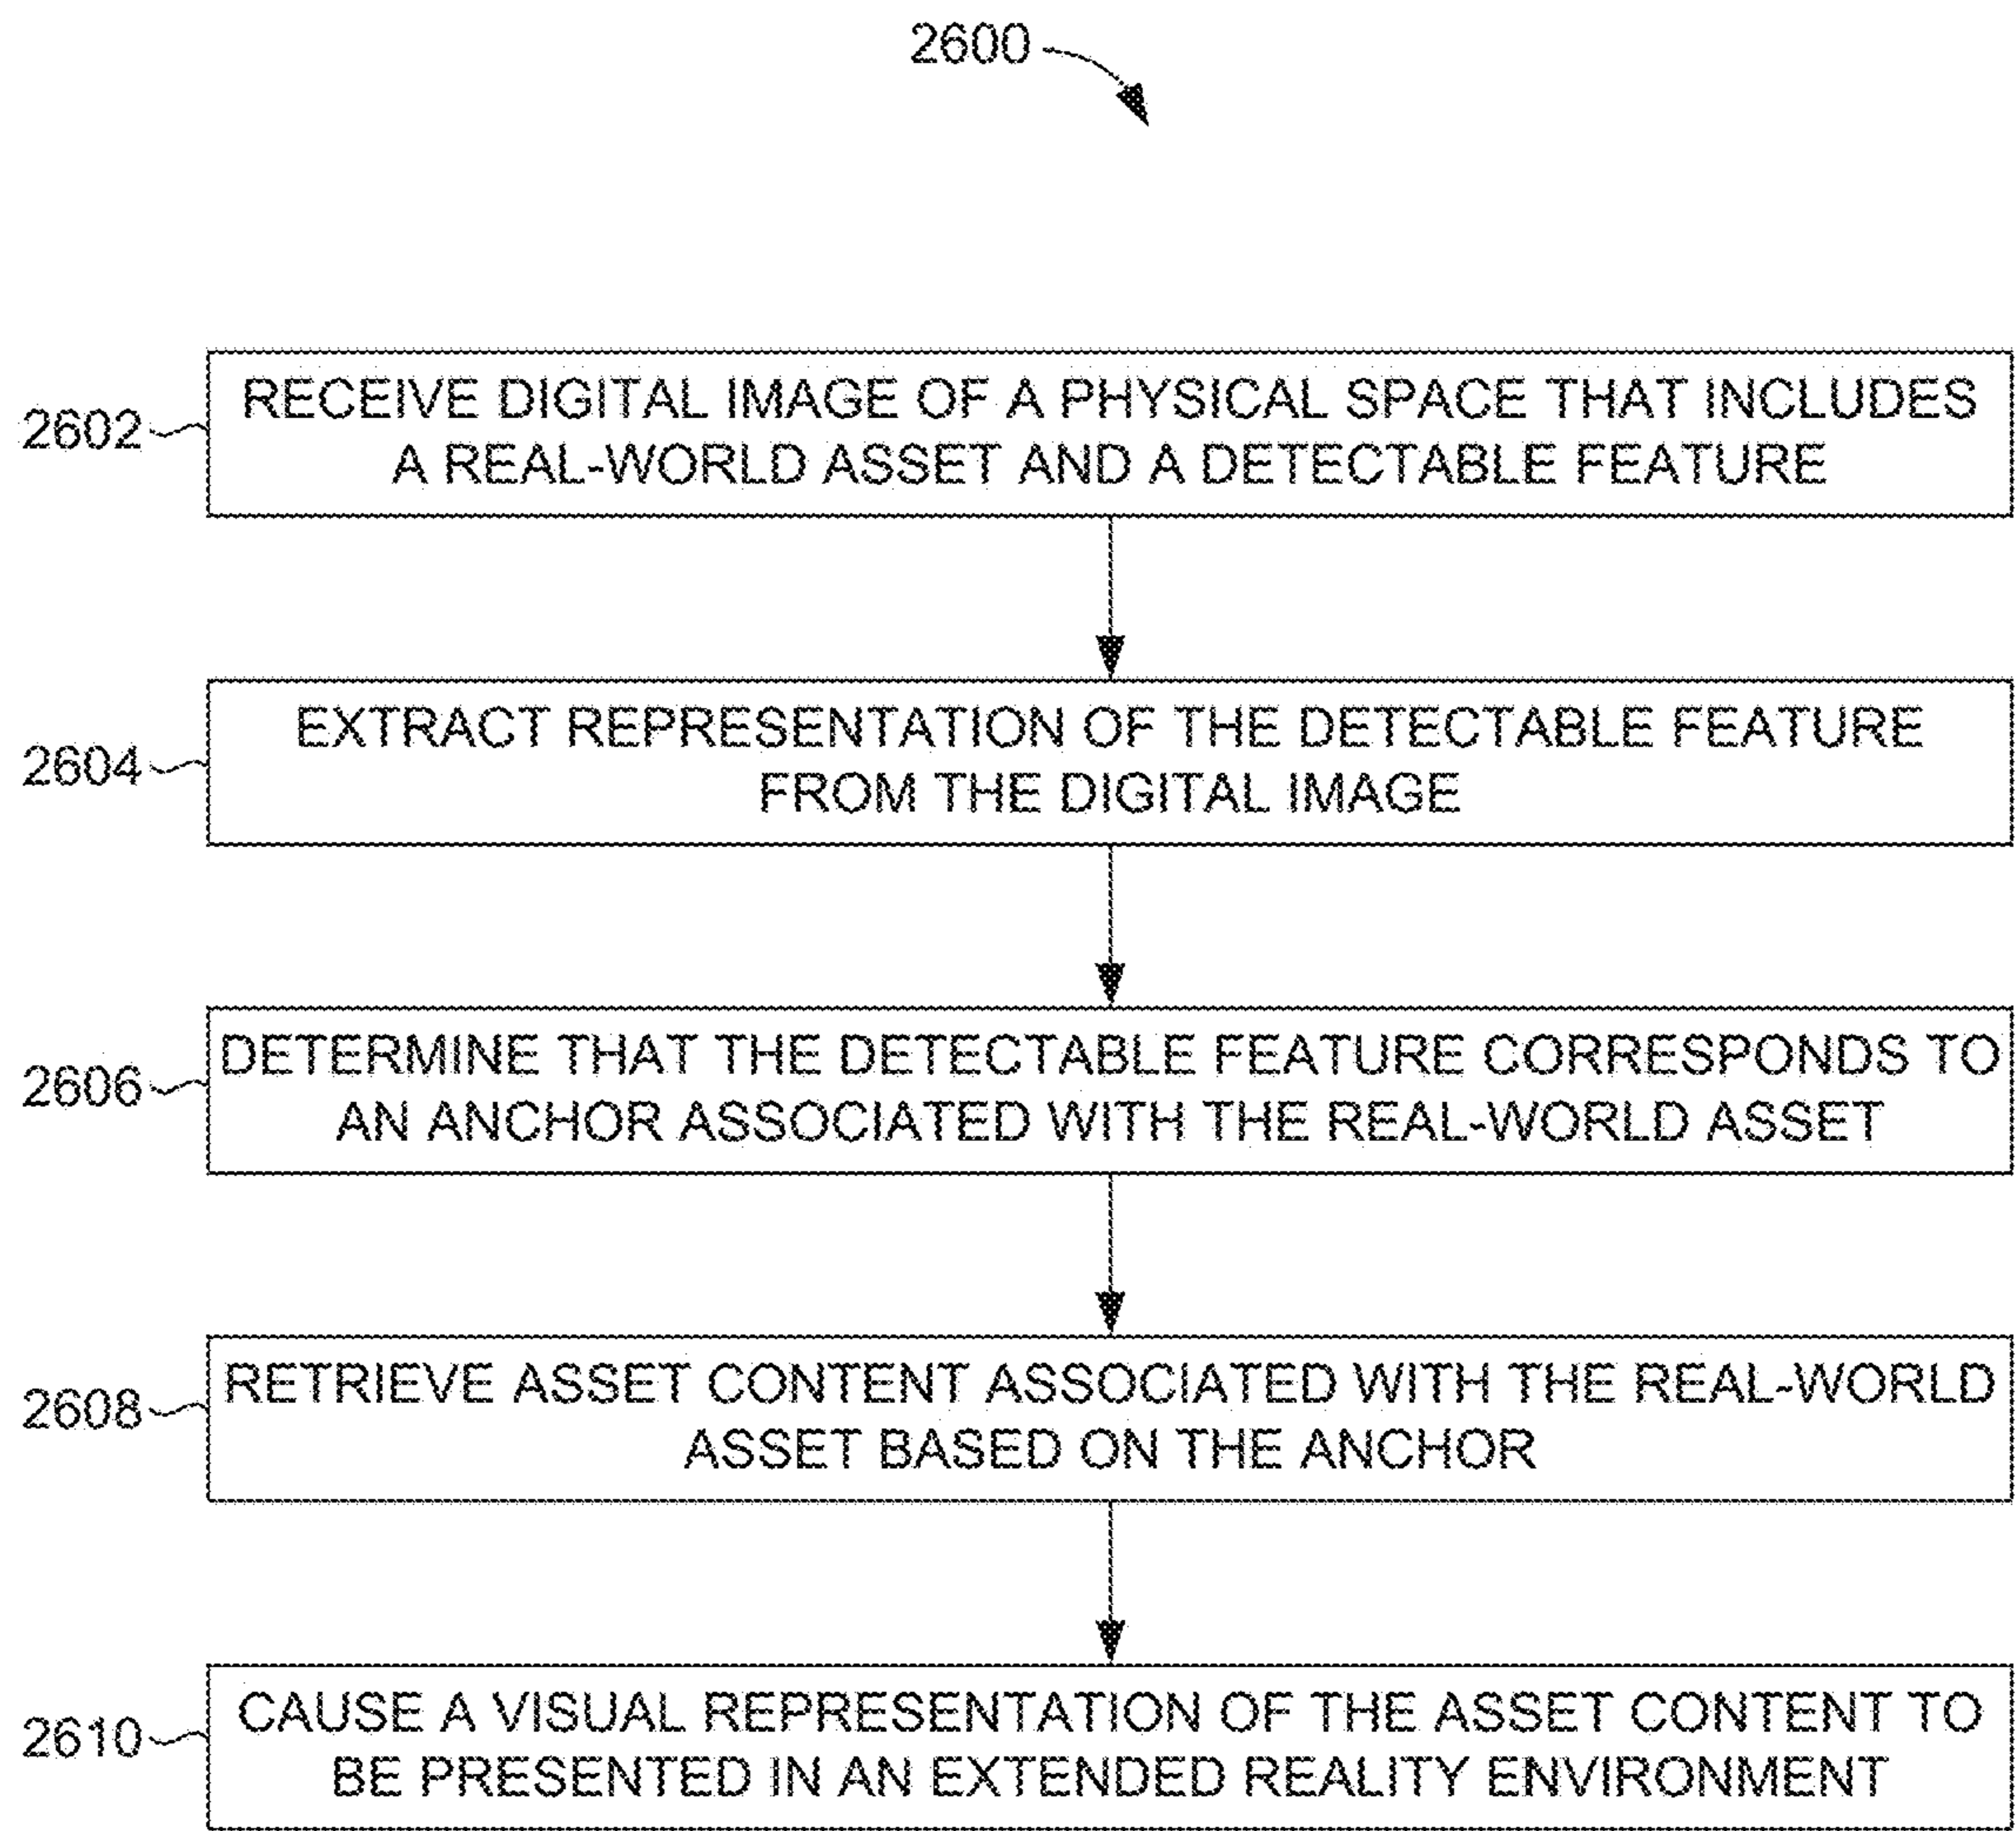 2600
2602
RECEIVE DIGITAL IMAGE OF A PHYSICAL SPACE THAT INCLUDES
A REAL-WORLD ASSET AND A DETECTABLE FEATURE
2604
EXTRACT REPRESENTATION OF THE DETECTABLE FEATURE
FROM THE DIGITAL IMAGE
2606
DETERMINE THAT THE DETECTABLE FEATURE CORRESPONDS TO
AN ANCHOR ASSOCIATED WITH THE REAL-WORLD ASSET
2608
RETRIEVE ASSET CONTENT ASSOCIATED WITH THE REAL-WORLD
ASSET BASED ON THE ANCHOR
2610
CAUSE A VISUAL REPRESENTATION OF THE ASSET CONTENT TO
BE PRESENTED IN AN EXTENDED REALITY ENVIRONMENT